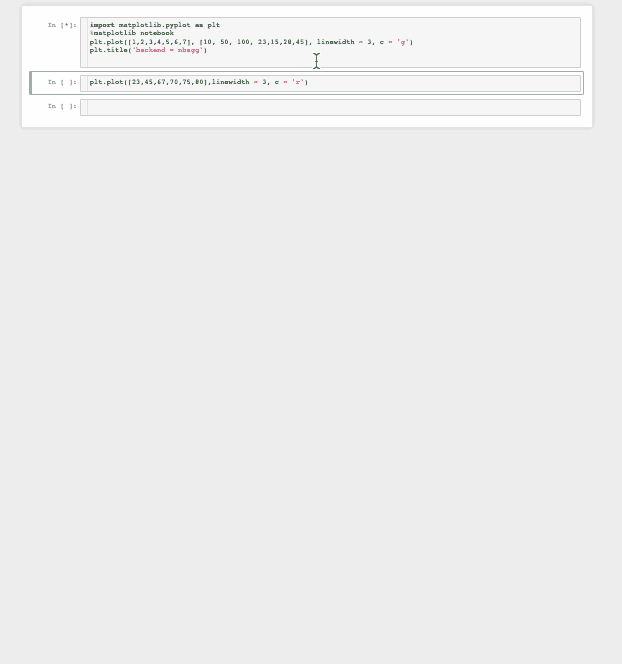 In [*]:
import matplotlib.pyplot as plt
%matplotlib notebook
plt.plot([1,2,3,4,5,6,7], [10, 50, 100, 23,15,28,45], linewidth = 3, c = 'g')
plt.title('backend = nbagg')
In [ ]:
plt.plot([23,45,67,70,75,80],linewidth = 3, c = 'r')
In [ ]: